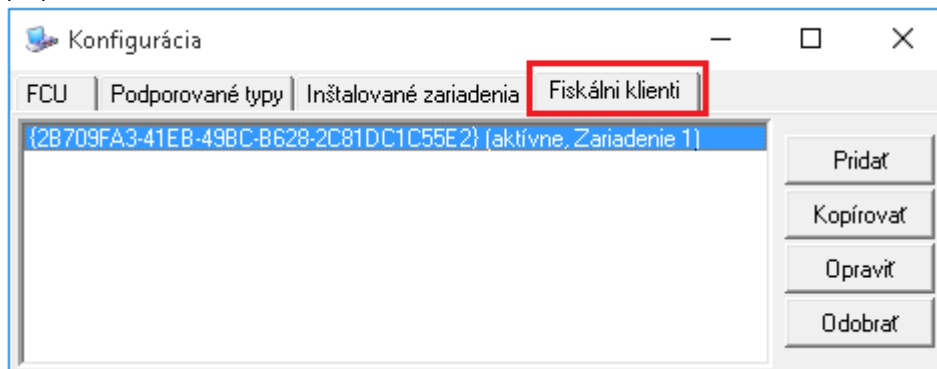 Konfigurácia
FCU Podporované typy Inštalované zariadenia Fiskálni klienti
{2B709FA3-41EB-49BC-B628-2C81DC1C55E2} (aktívne, Zariadenie 1)
Pridať
Kopírovať
Opraviť
Odobrať